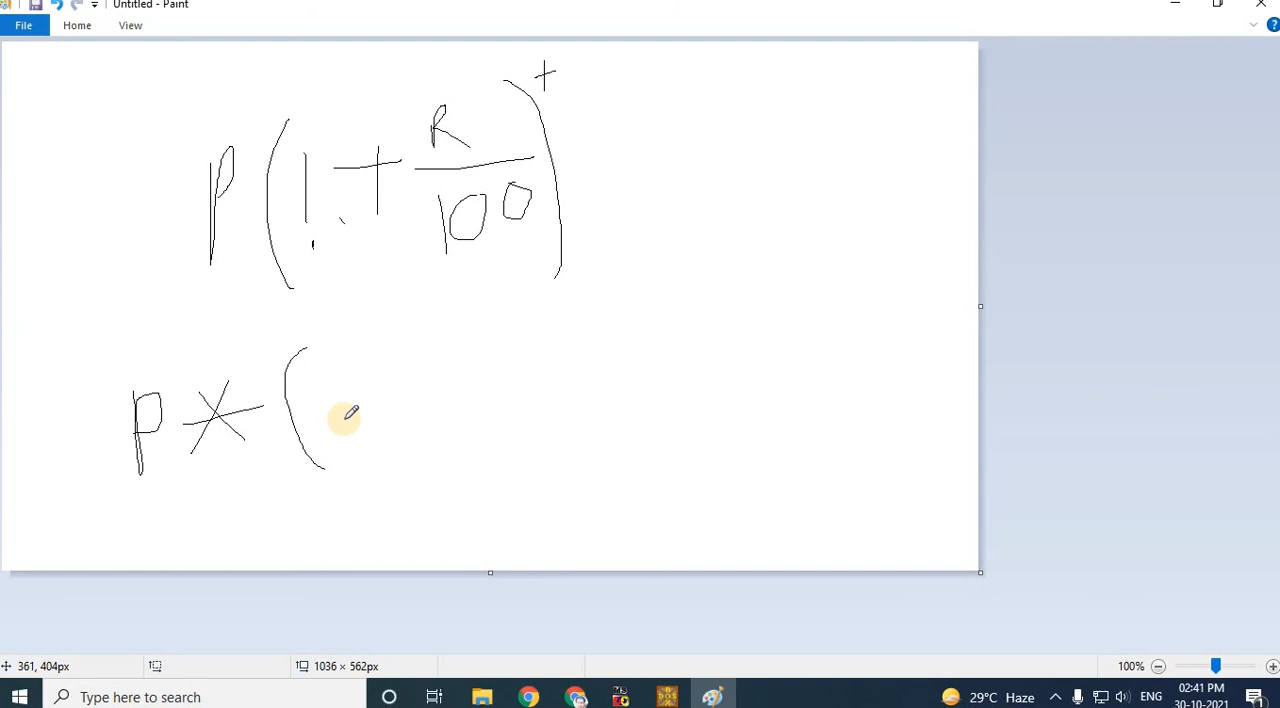 Untitled - Paint
File Home View
P(1+R/100)^t
p*(
361, 404px 1036 × 562px 100%
Type here to search 29°C Haze ENG 02:41 PM
30-10-2021